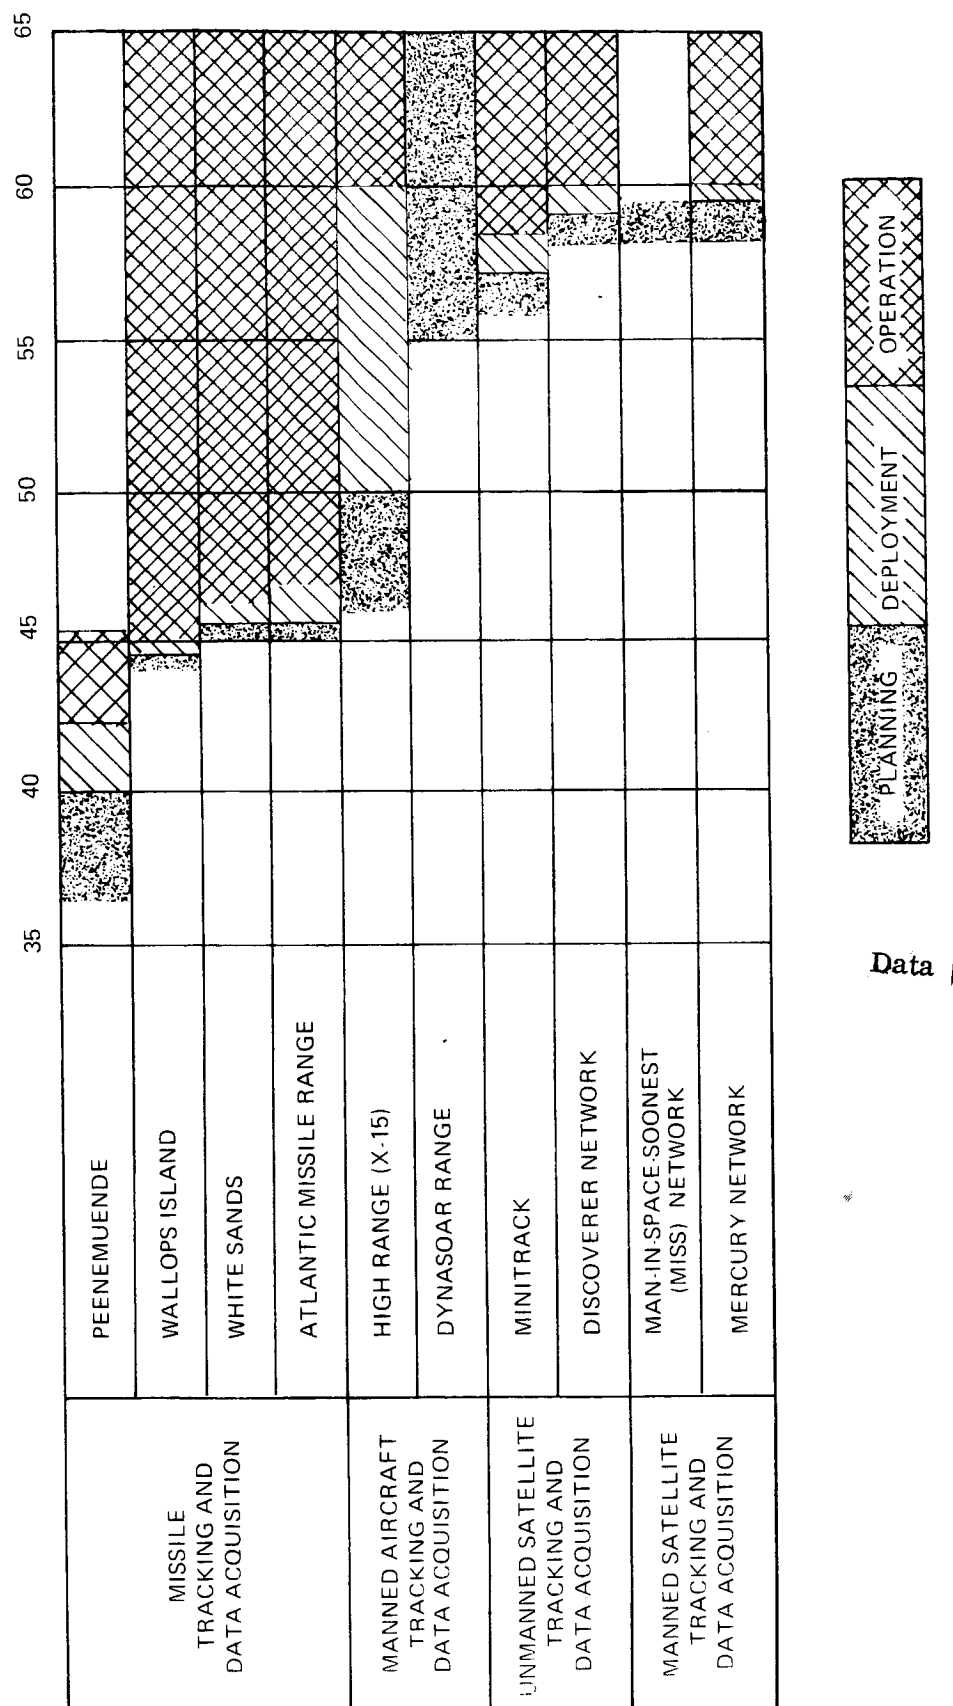 35 40 45 50 55 60 65
MISSILE
TRACKING AND
DATA ACQUISITION
PEENEMUENDE
WALLOPS ISLAND
WHITE SANDS
ATLANTIC MISSILE RANGE
MANNED AIRCRAFT
TRACKING AND
DATA ACQUISITION
HIGH RANGE (X-15)
DYNASOAR RANGE
UNMANNED SATELLITE
TRACKING AND
DATA ACQUISITION
MINITRACK
DISCOVERER NETWORK
MANNED SATELLITE
TRACKING AND
DATA ACQUISITION
MAN-IN-SPACE-SOONEST
(MISS) NETWORK
MERCURY NETWORK
PLANNING DEPLOYMENT OPERATION
Data